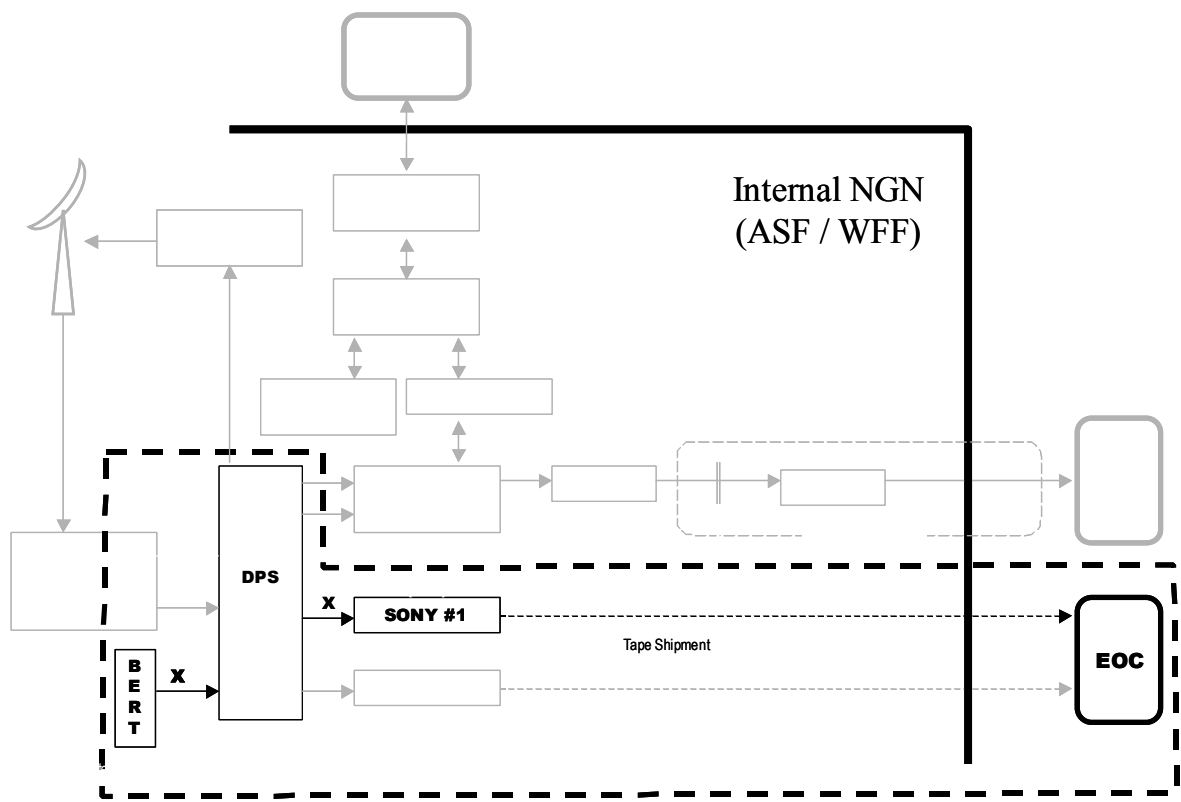 Internal NGN
(ASF / WFF)
DPS
X
SONY #1
Tape Shipment
EOC
B
E
R
T
X